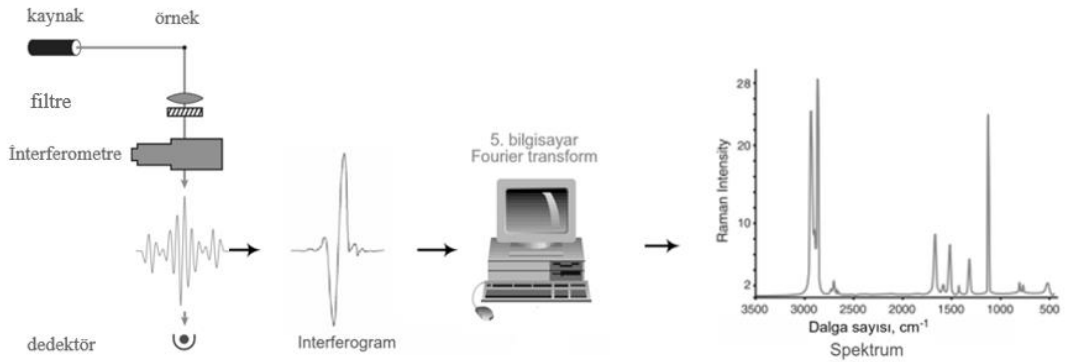 kaynak
örnek
filtre
İnterferometre
dedektör
Interferogram
5. bilgisayar
Fourier transform
Raman Intensity
28
20
10
2
3500 3000 2500 2000 1500 1000 500
Dalga sayısı, cm⁻¹
Spektrum